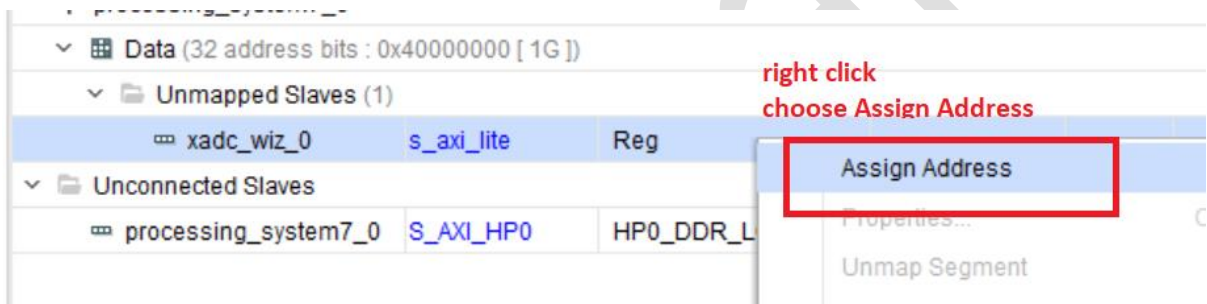 Data (32 address bits : 0x40000000 [ 1G ])
right click
choose Assign Address
Unmapped Slaves (1)
xadc_wiz_0 s_axi_lite Reg
Assign Address
Unconnected Slaves
processing_system7_0 S_AXI_HP0 HP0_DDR_L
Properties...
Unmap Segment